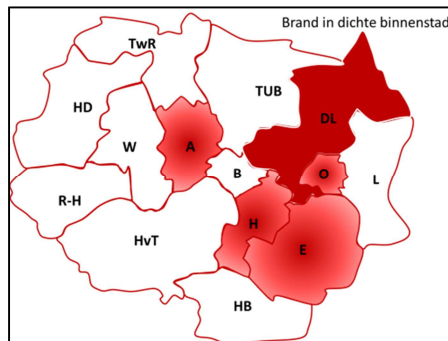 Brand in dichte binnenstad
TwR
HD
TUB
DL
W
A
B
O
L
R-H
H
HvT
E
HB